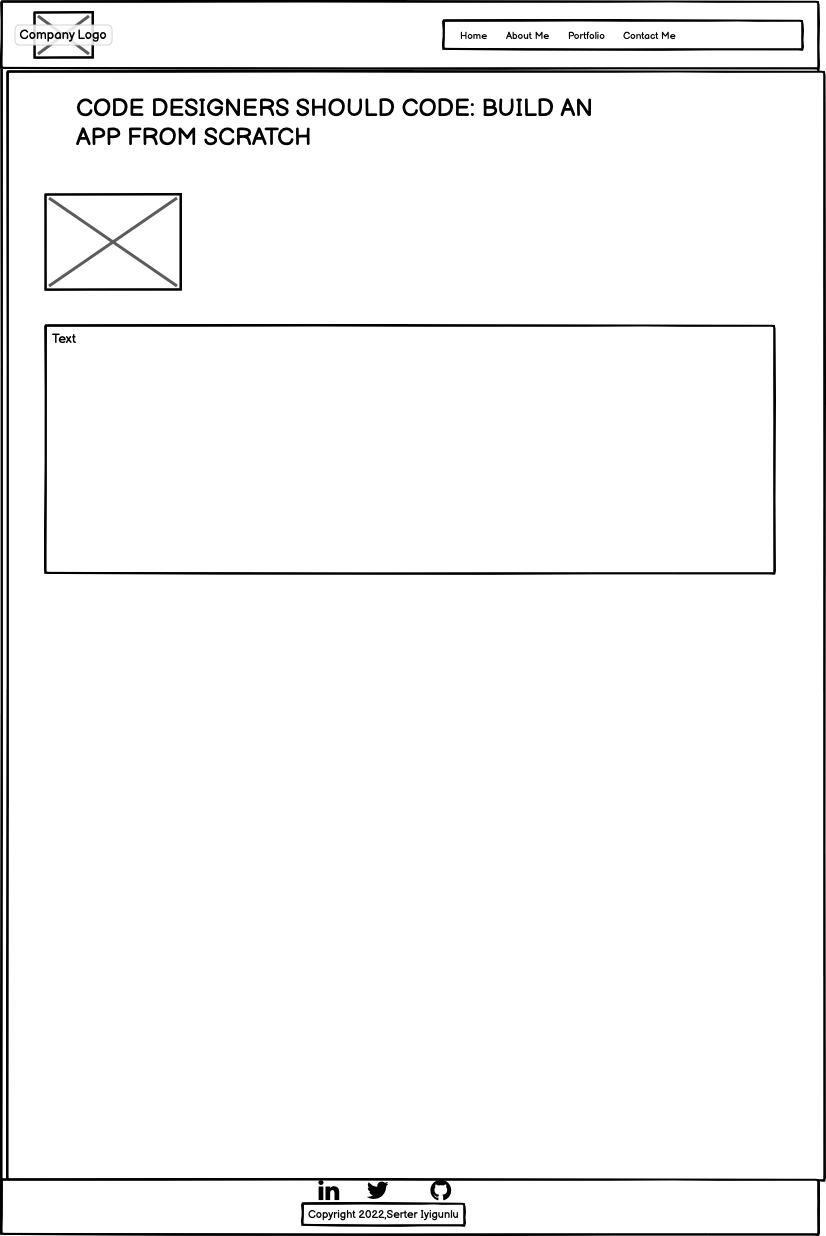 Company Logo
Home About Me Portfolio Contact Me
CODE DESIGNERS SHOULD CODE: BUILD AN
APP FROM SCRATCH
Text
in
Copyright 2022,Serter Iyigunlu